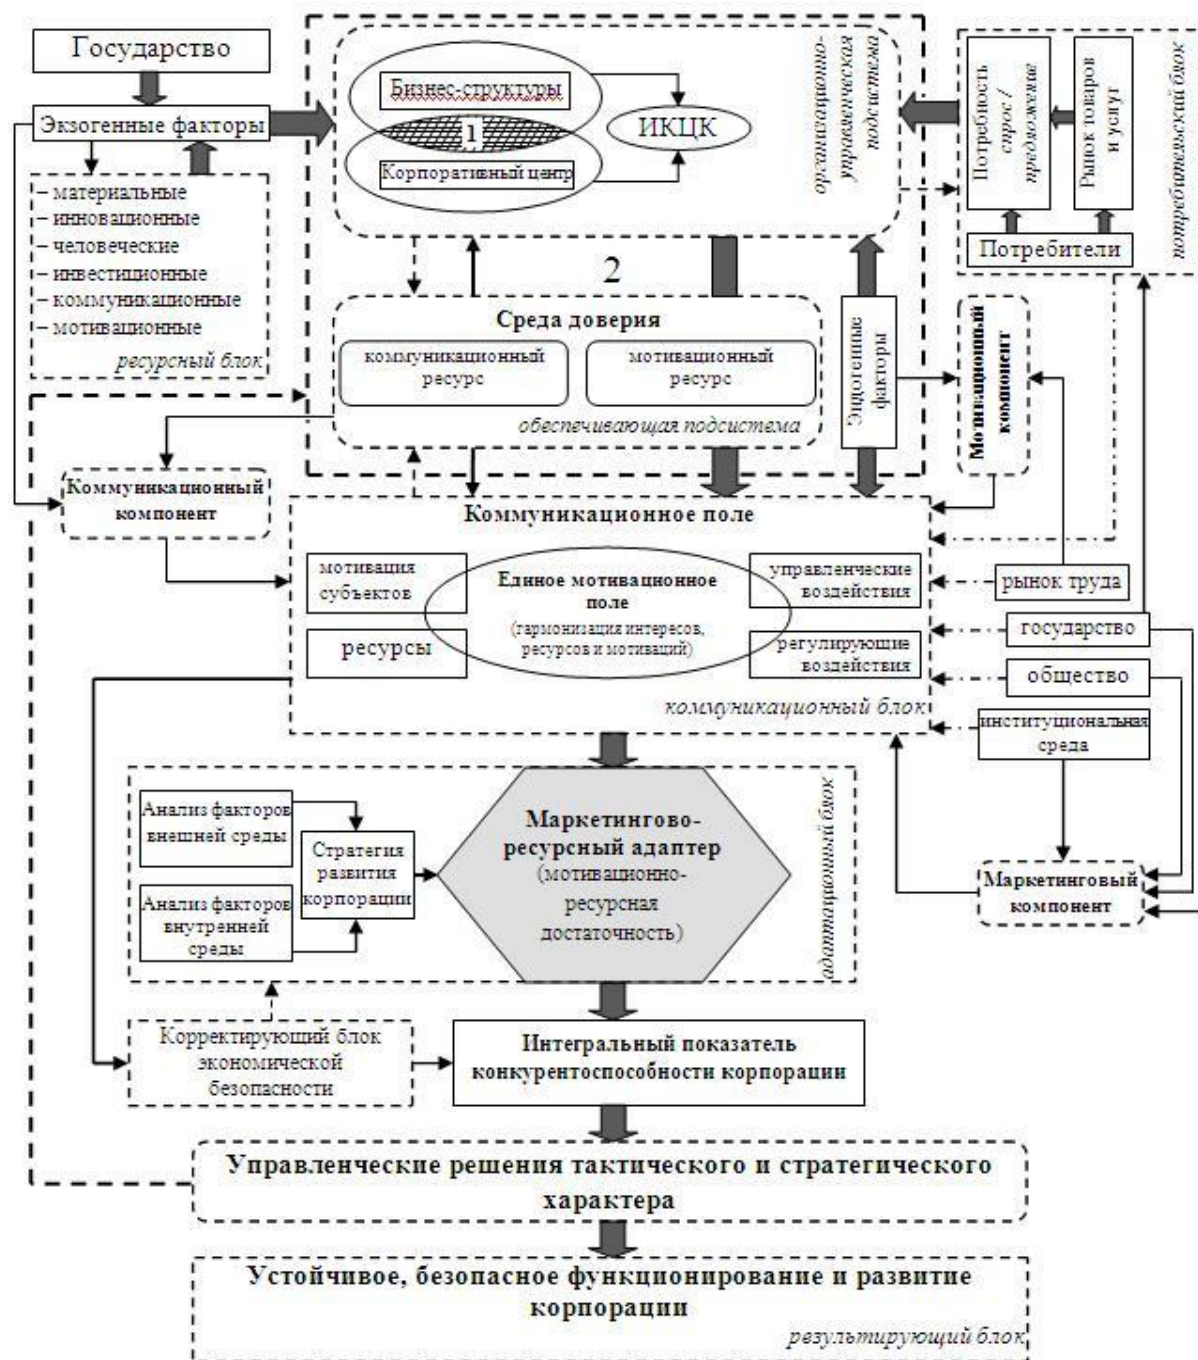 Государство
Экзогенные факторы
– материальные
– инновационные
– человеческие
– инвестиционные
– коммуникационные
– мотивационные
ресурсный блок
Бизнес-структуры
1
Корпоративный центр
ИКЦК
организационно-
управленческая
подсистема
Потребность
спрос /
предложение
Рынок товаров
и услуг
Потребители
потребительский блок
2
Среда доверия
коммуникационный
ресурс
мотивационный
ресурс
обеспечивающая подсистема
Эндогенные
факторы
Мотивационный
компонент
Коммуникационный
компонент
Коммуникационное поле
мотивация
субъектов
ресурсы
Единое мотивационное
поле
(гармонизация интересов,
ресурсов и мотиваций)
управленческие
воздействия
регулирующие
воздействия
коммуникационный блок
рынок труда
государство
общество
институциональная
среда
Маркетинговый
компонент
Анализ факторов
внешней среды
Анализ факторов
внутренней
среды
Стратегия
развития
корпорации
Маркетингово-
ресурсный адаптер
(мотивационно-
ресурсная
достаточность)
адаптационный блок
Корректирующий блок
экономической
безопасности
Интегральный показатель
конкурентоспособности корпорации
Управленческие решения тактического и стратегического
характера
Устойчивое, безопасное функционирование и развитие
корпорации
результирующий блок